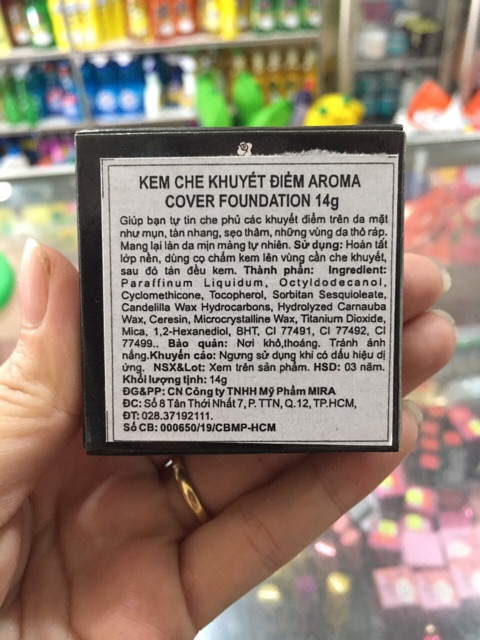 KEM CHE KHUYẾT ĐIỂM AROMA
COVER FOUNDATION 14g
Giúp bạn tự tin che phủ các khuyết điểm trên da mặt
như mụn, tàn nhang, sẹo thâm, những vùng da thô ráp.
Mang lại làn da mịn màng tự nhiên. Sử dụng: Hoàn tất
lớp nền, dùng cọ chấm kem lên vùng cần che khuyết,
sau đó tán đều kem. Thành phần: Ingredient:
Paraffinum Liquidum, Octyldodecanol,
Cyclomethicone, Tocopherol, Sorbitan Sesquioleate,
Candelilla Wax Hydrocarbons, Hydrolyzed Carnauba
Wax, Ceresin, Microcrystalline Wax, Titanium Dioxide,
Mica, 1,2-Hexanediol, BHT, CI 77491, CI 77492, CI
77499.. Bảo quản: Nơi khô,thoáng. Tránh ánh
nắng.Khuyến cáo: Ngưng sử dụng khi có dấu hiệu dị
ứng. NSX&Lot: Xem trên sản phẩm. HSD: 03 năm.
Khối lượng tịnh: 14g
ĐG&PP: CN Công ty TNHH Mỹ Phẩm MIRA
ĐC: Số 8 Tân Thới Nhất 7, P. TTN, Q.12, TP.HCM,
ĐT: 028.37192111.
Số CB: 000650/19/CBMP-HCM